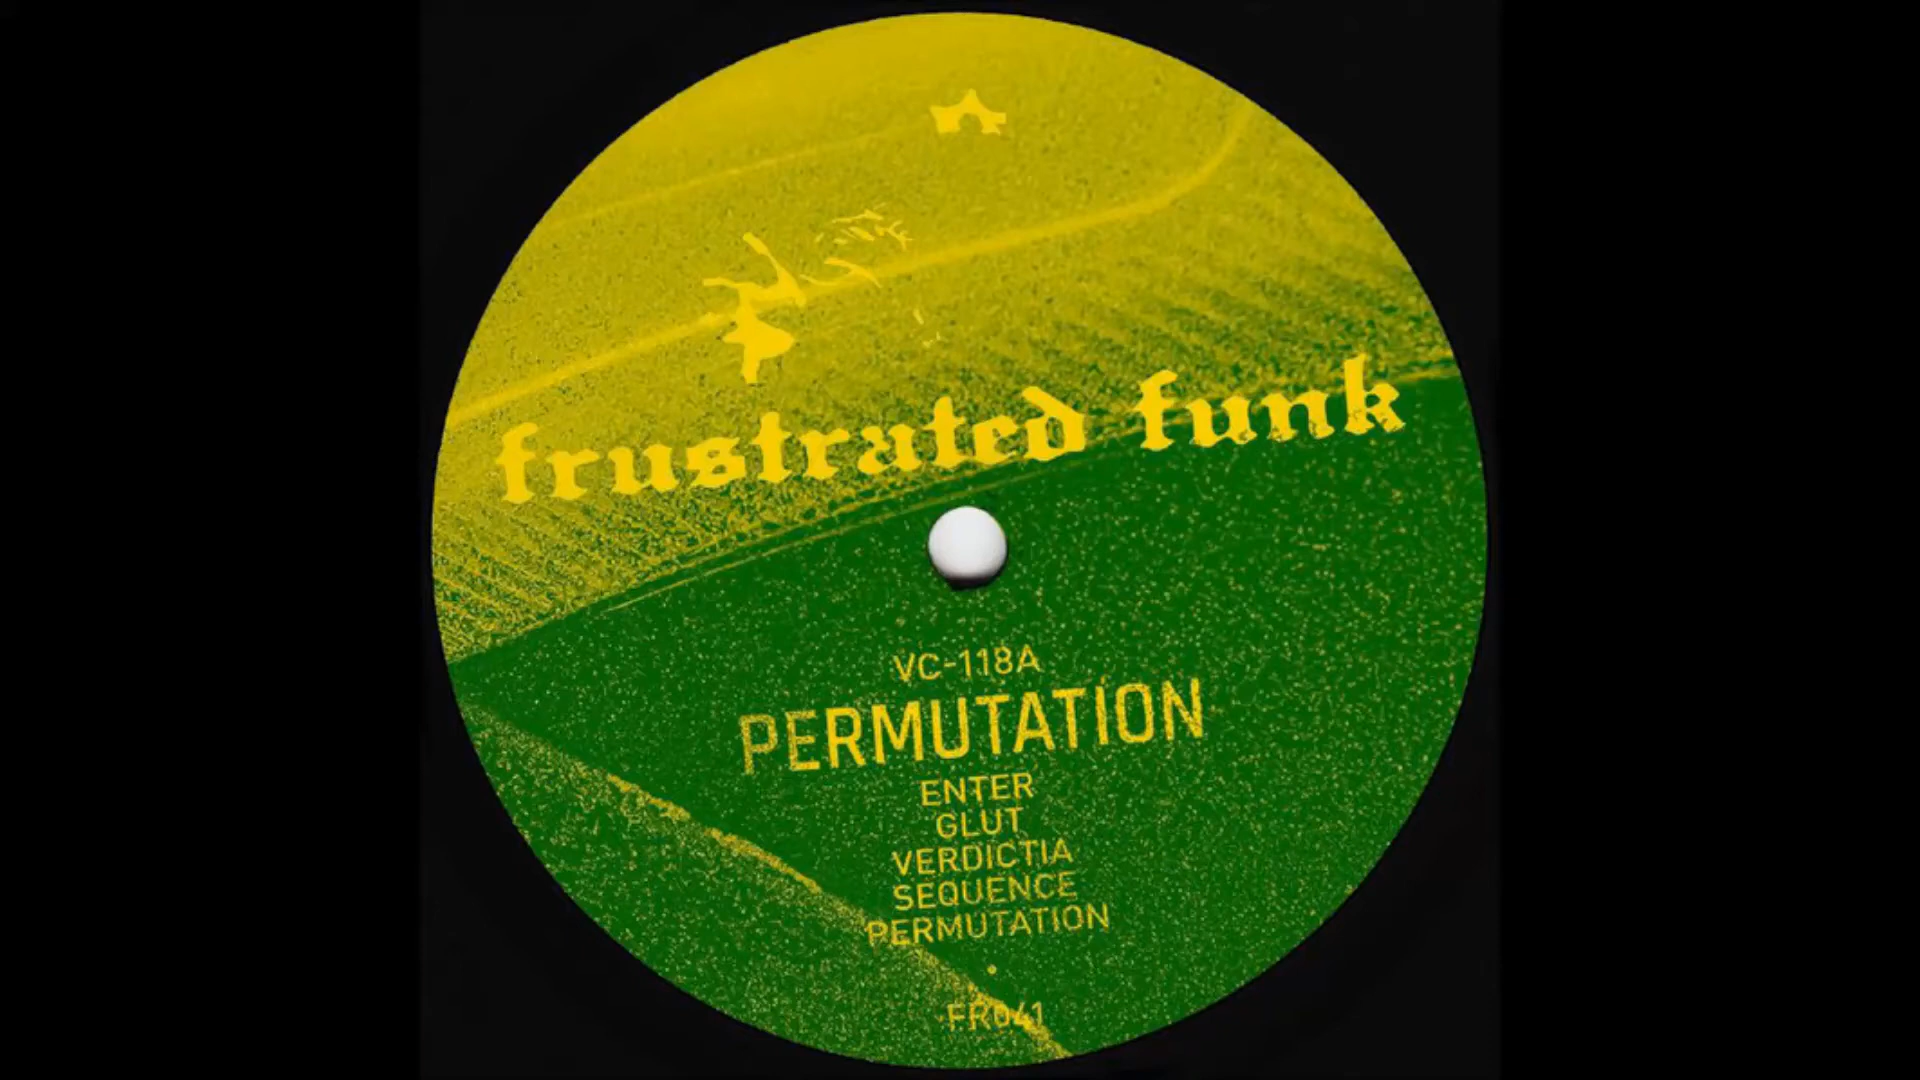 frustrated funk
VC-118A
PERMUTATION
ENTER
GLUT
VERDICTIA
SEQUENCE
PERMUTATION
FR041